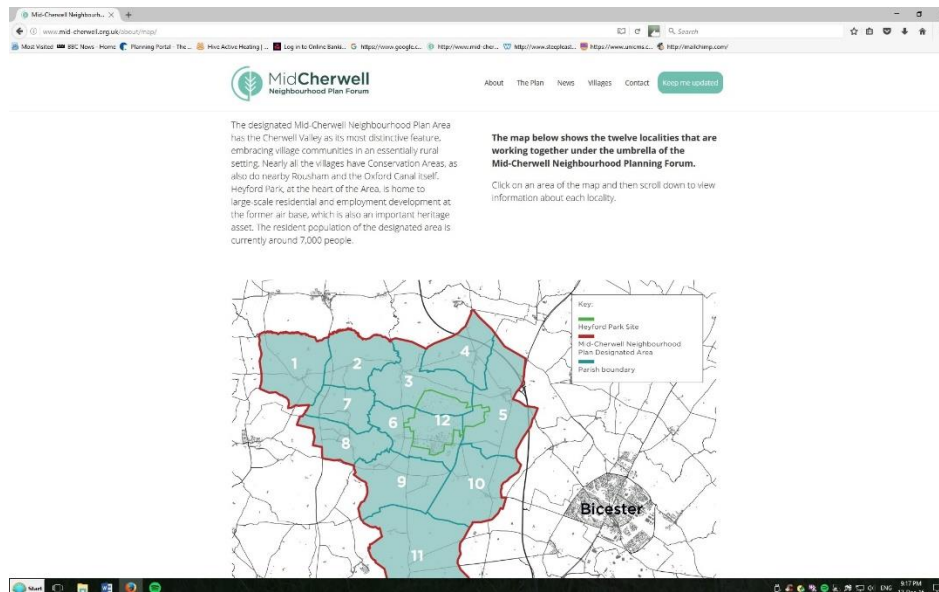 Mid-Cherwell Neighbourh...
www.mid-cherwell.org.uk/about/map/
Search
Most Visited BBC News - Home Planning Portal - The ... Hive Active Heating | ... Log in to Online Banki... https://www.google.c... http://www.mid-cher... http://www.steepleast... https://www.unicms.c... http://mailchimp.com/
MidCherwell
Neighbourhood Plan Forum
About The Plan News Villages Contact Keep me updated
The designated Mid-Cherwell Neighbourhood Plan Area
has the Cherwell Valley as its most distinctive feature,
embracing village communities in an essentially rural
setting. Nearly all the villages have Conservation Areas, as
also do nearby Rousham and the Oxford Canal itself.
Heyford Park, at the heart of the Area, is home to
large-scale residential and employment development at
the former air base, which is also an important heritage
asset. The resident population of the designated area is
currently around 7,000 people.
The map below shows the twelve localities that are
working together under the umbrella of the
Mid-Cherwell Neighbourhood Planning Forum.
Click on an area of the map and then scroll down to view
information about each locality.
Key:
Heyford Park Site
Mid-Cherwell Neighbourhood
Plan Designated Area
Parish boundary
1
2
3
4
5
6
7
8
9
10
11
12
Bicester
Start
ENG
9:17 PM